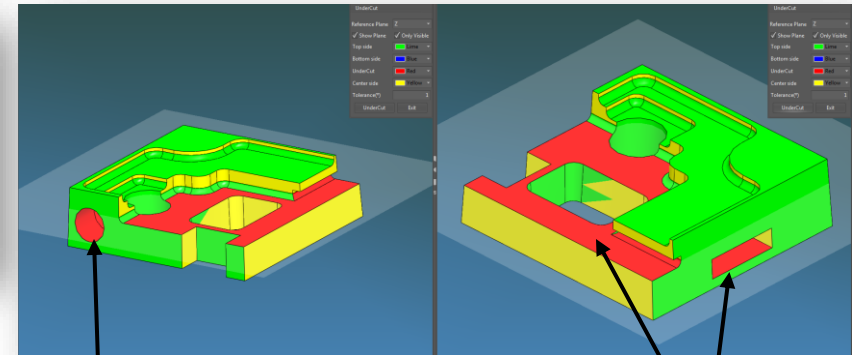 UnderCut
Reference Plane Z
✓ Show Plane ✓ Only Visible
Top side Lime
Bottom side Blue
UnderCut Red
Center side Yellow
Tolerance(°) 1
UnderCut Exit
UnderCut
Reference Plane Z
✓ Show Plane ✓ Only Visible
Top side Lime
Bottom side Blue
UnderCut Red
Center side Yellow
Tolerance(°) 1
UnderCut Exit